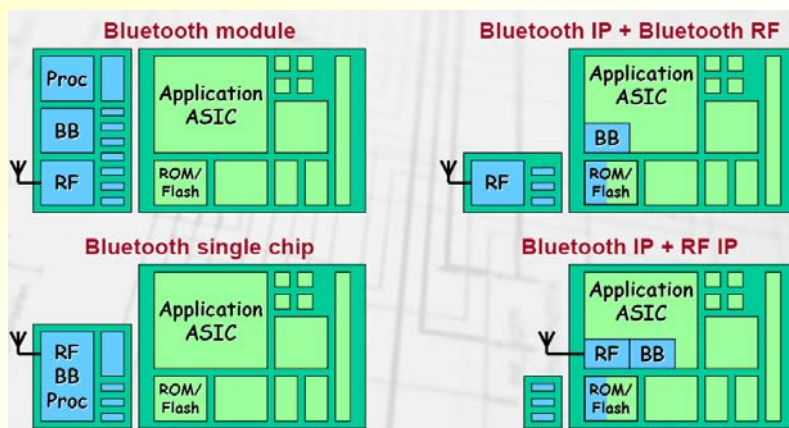 Bluetooth module
Proc
BB
RF
Application
ASIC
ROM/
Flash
Bluetooth IP + Bluetooth RF
Application
ASIC
BB
RF
ROM/
Flash
Bluetooth single chip
RF
BB
Proc
Application
ASIC
ROM/
Flash
Bluetooth IP + RF IP
Application
ASIC
RF BB
ROM/
Flash